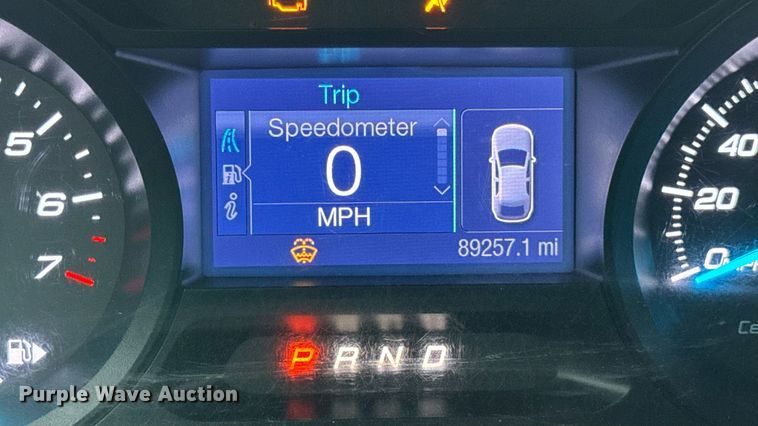 Trip
Speedometer
0
MPH
89257.1 mi
5
6
7
40
20
0
P R N D
Purple Wave Auction®